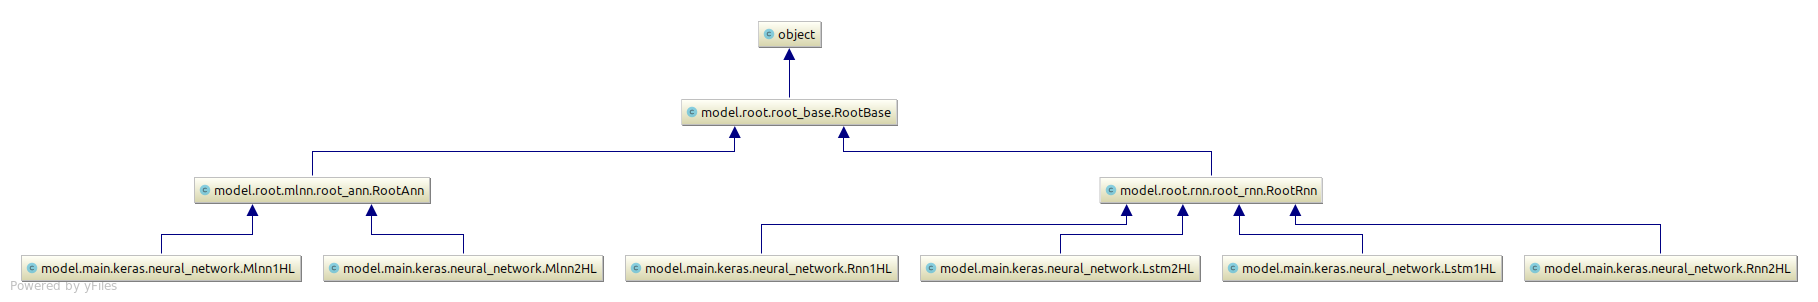 object
model.root.root_base.RootBase
model.root.mlnn.root_ann.RootAnn
model.root.rnn.root_rnn.RootRnn
model.main.keras.neural_network.Mlnn1HL
model.main.keras.neural_network.Mlnn2HL
model.main.keras.neural_network.Rnn1HL
model.main.keras.neural_network.Lstm2HL
model.main.keras.neural_network.Lstm1HL
model.main.keras.neural_network.Rnn2HL
Powered by yFiles